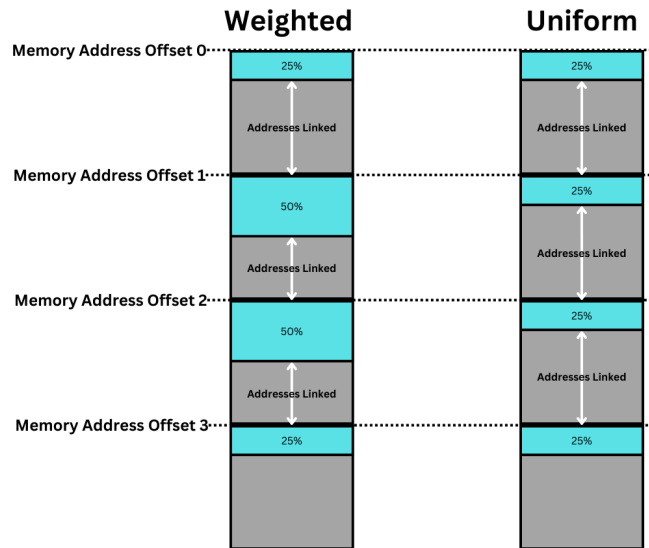 Weighted
Uniform
Memory Address Offset 0
25%
25%
Addresses Linked
Addresses Linked
Memory Address Offset 1
50%
25%
Addresses Linked
Addresses Linked
Memory Address Offset 2
50%
25%
Addresses Linked
Addresses Linked
Memory Address Offset 3
25%
25%